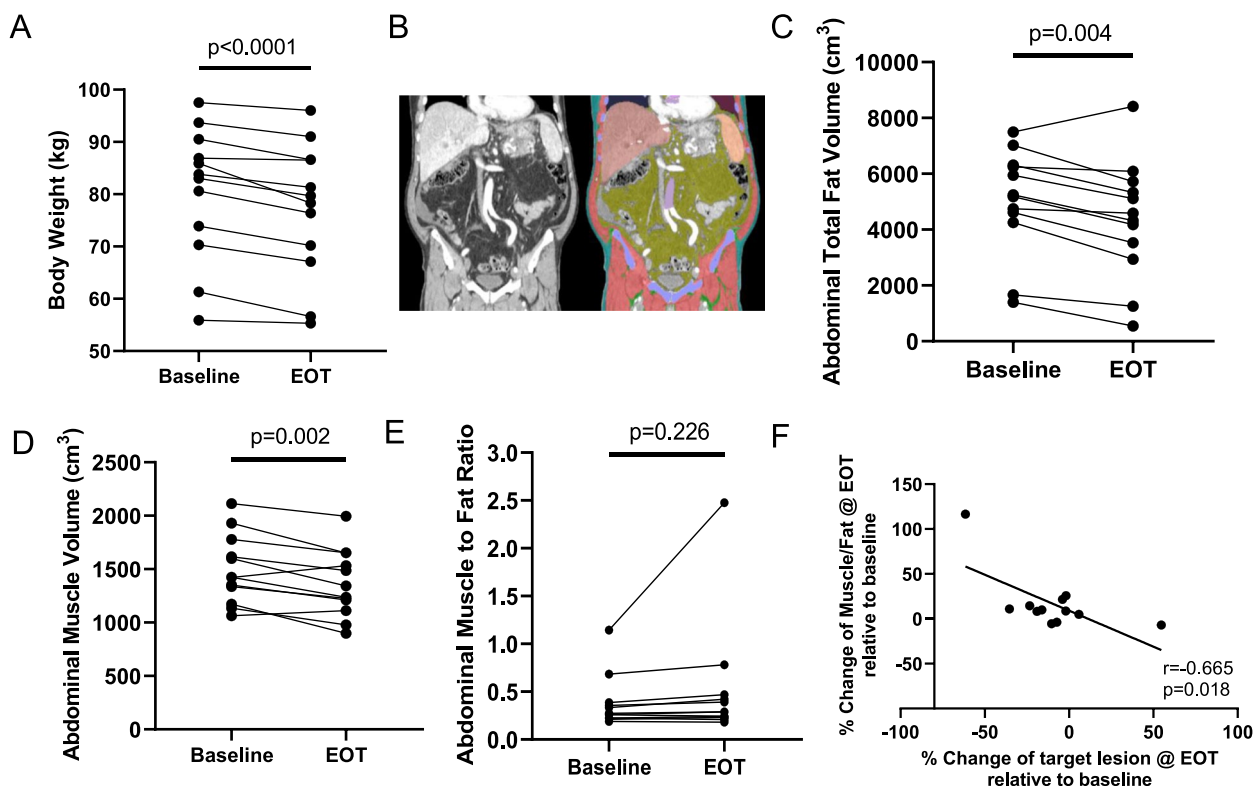 A
p<0.0001
Body Weight (kg)
100
90
80
70
60
50
Baseline
EOT
B
C
p=0.004
Abdominal Total Fat Volume (cm³)
10000
8000
6000
4000
2000
0
Baseline
EOT
D
p=0.002
Abdominal Muscle Volume (cm³)
2500
2000
1500
1000
500
0
Baseline
EOT
E
p=0.226
Abdominal Muscle to Fat Ratio
3.0
2.5
2.0
1.5
1.0
0.5
0.0
Baseline
EOT
F
% Change of Muscle/Fat @ EOT
relative to baseline
150
100
50
0
-50
r=-0.665
p=0.018
-100
-50
0
50
100
% Change of target lesion @ EOT
relative to baseline